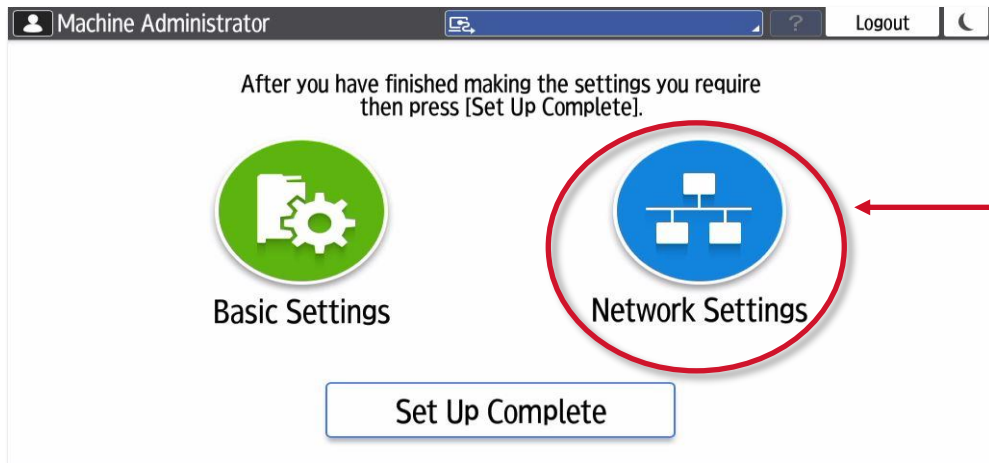 Machine Administrator
?
Logout
After you have finished making the settings you require
then press [Set Up Complete].
Basic Settings
Network Settings
Set Up Complete